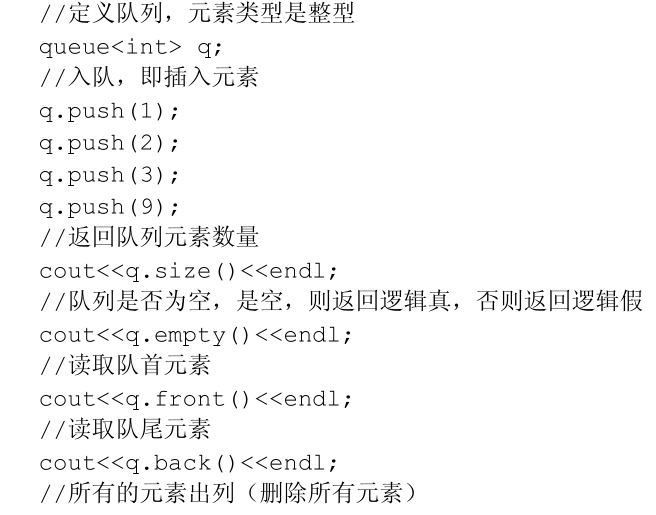 //定义队列，元素类型是整型
queue<int> q;
//入队，即插入元素
q.push(1);
q.push(2);
q.push(3);
q.push(9);
//返回队列元素数量
cout<<q.size()<<endl;
//队列是否为空，是空，则返回逻辑真，否则返回逻辑假
cout<<q.empty()<<endl;
//读取队首元素
cout<<q.front()<<endl;
//读取队尾元素
cout<<q.back()<<endl;
//所有的元素出列（删除所有元素）